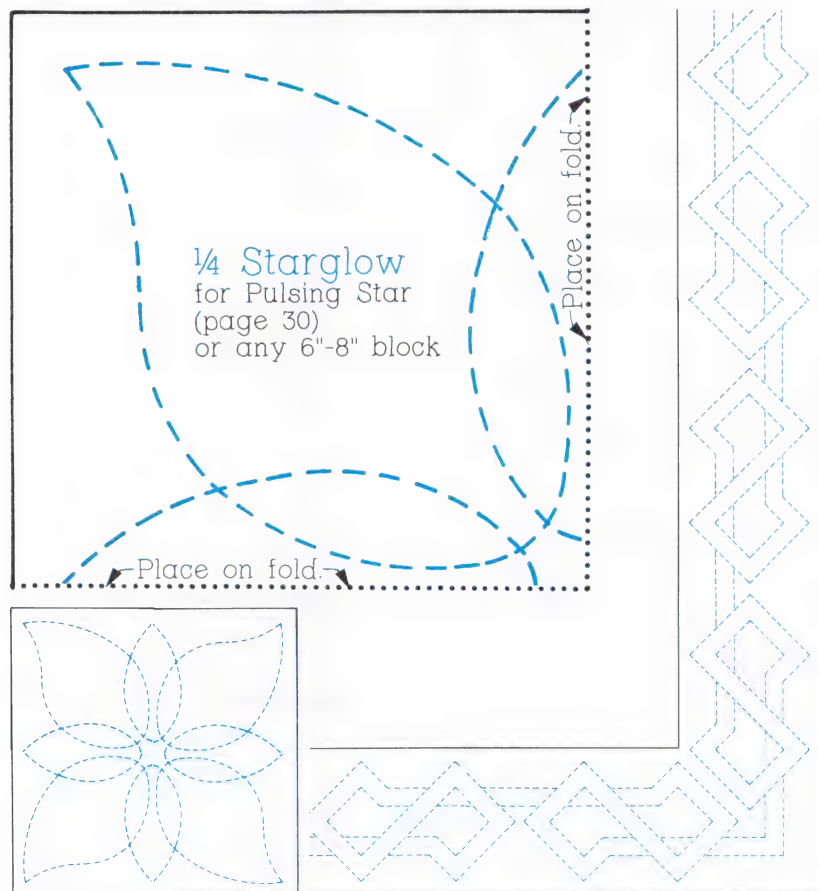 ¼ Starglow
for Pulsing Star
(page 30)
or any 6"-8" block
Place on fold.
Place on fold.